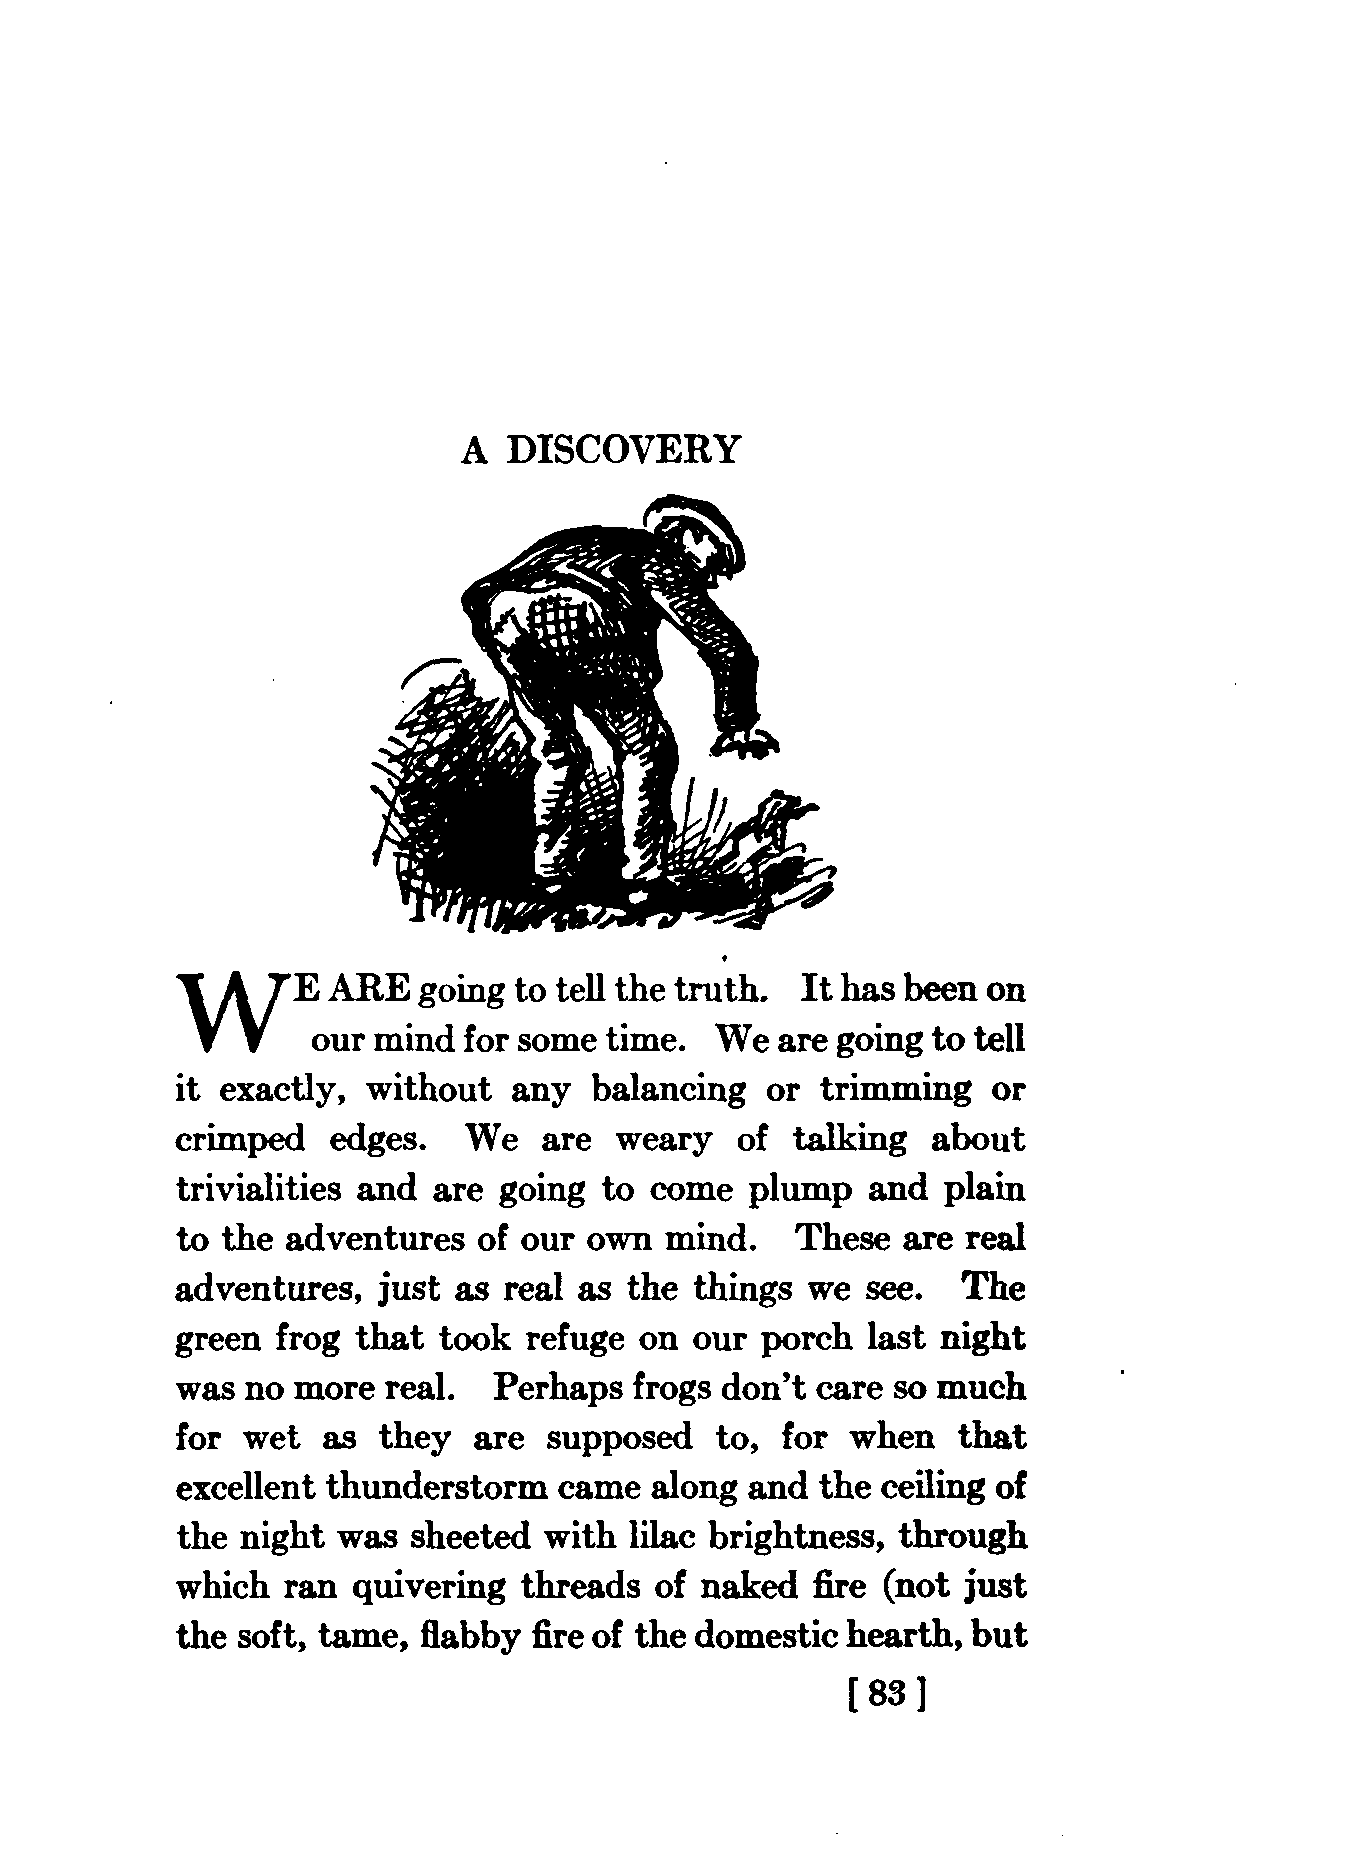 A DISCOVERY
WE ARE going to tell the truth. It has been on
our mind for some time. We are going to tell
it exactly, without any balancing or trimming or
crimped edges. We are weary of talking about
trivialities and are going to come plump and plain
to the adventures of our own mind. These are real
adventures, just as real as the things we see. The
green frog that took refuge on our porch last night
was no more real. Perhaps frogs don't care so much
for wet as they are supposed to, for when that
excellent thunderstorm came along and the ceiling of
the night was sheeted with lilac brightness, through
which ran quivering threads of naked fire (not just
the soft, tame, flabby fire of the domestic hearth, but
[ 83 ]